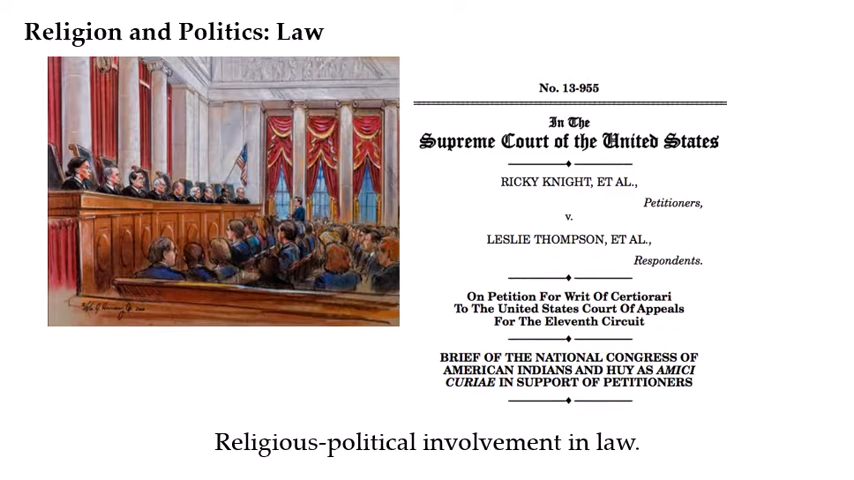 Religion and Politics: Law
No. 13-955
In The
Supreme Court of the United States
RICKY KNIGHT, ET AL.,
Petitioners,
v.
LESLIE THOMPSON, ET AL.,
Respondents.
On Petition For Writ Of Certiorari
To The United States Court Of Appeals
For The Eleventh Circuit
BRIEF OF THE NATIONAL CONGRESS OF
AMERICAN INDIANS AND HUY AS AMICI
CURIAE IN SUPPORT OF PETITIONERS
Religious-political involvement in law.